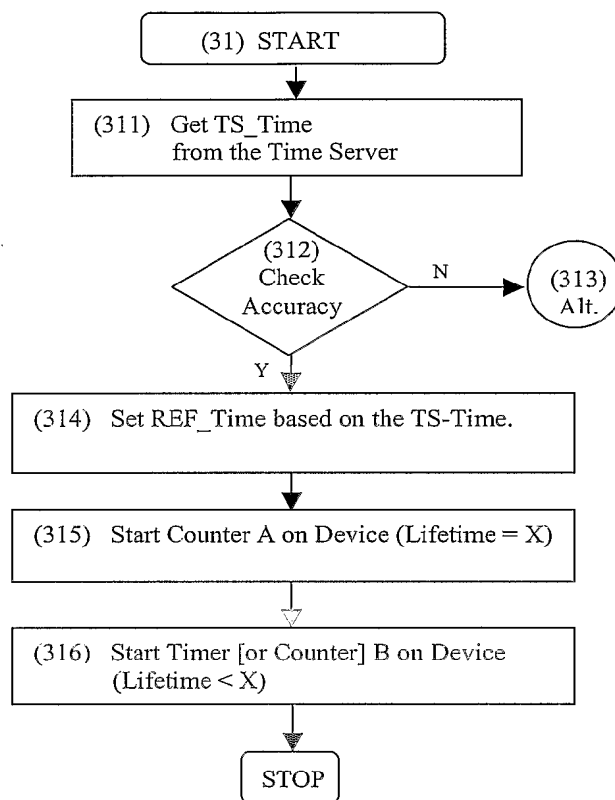 (31) START
(311) Get TS_Time
from the Time Server
(312)
Check
Accuracy
N
(313)
Alt.
Y
(314) Set REF_Time based on the TS-Time.
(315) Start Counter A on Device (Lifetime = X)
(316) Start Timer [or Counter] B on Device
(Lifetime < X)
STOP